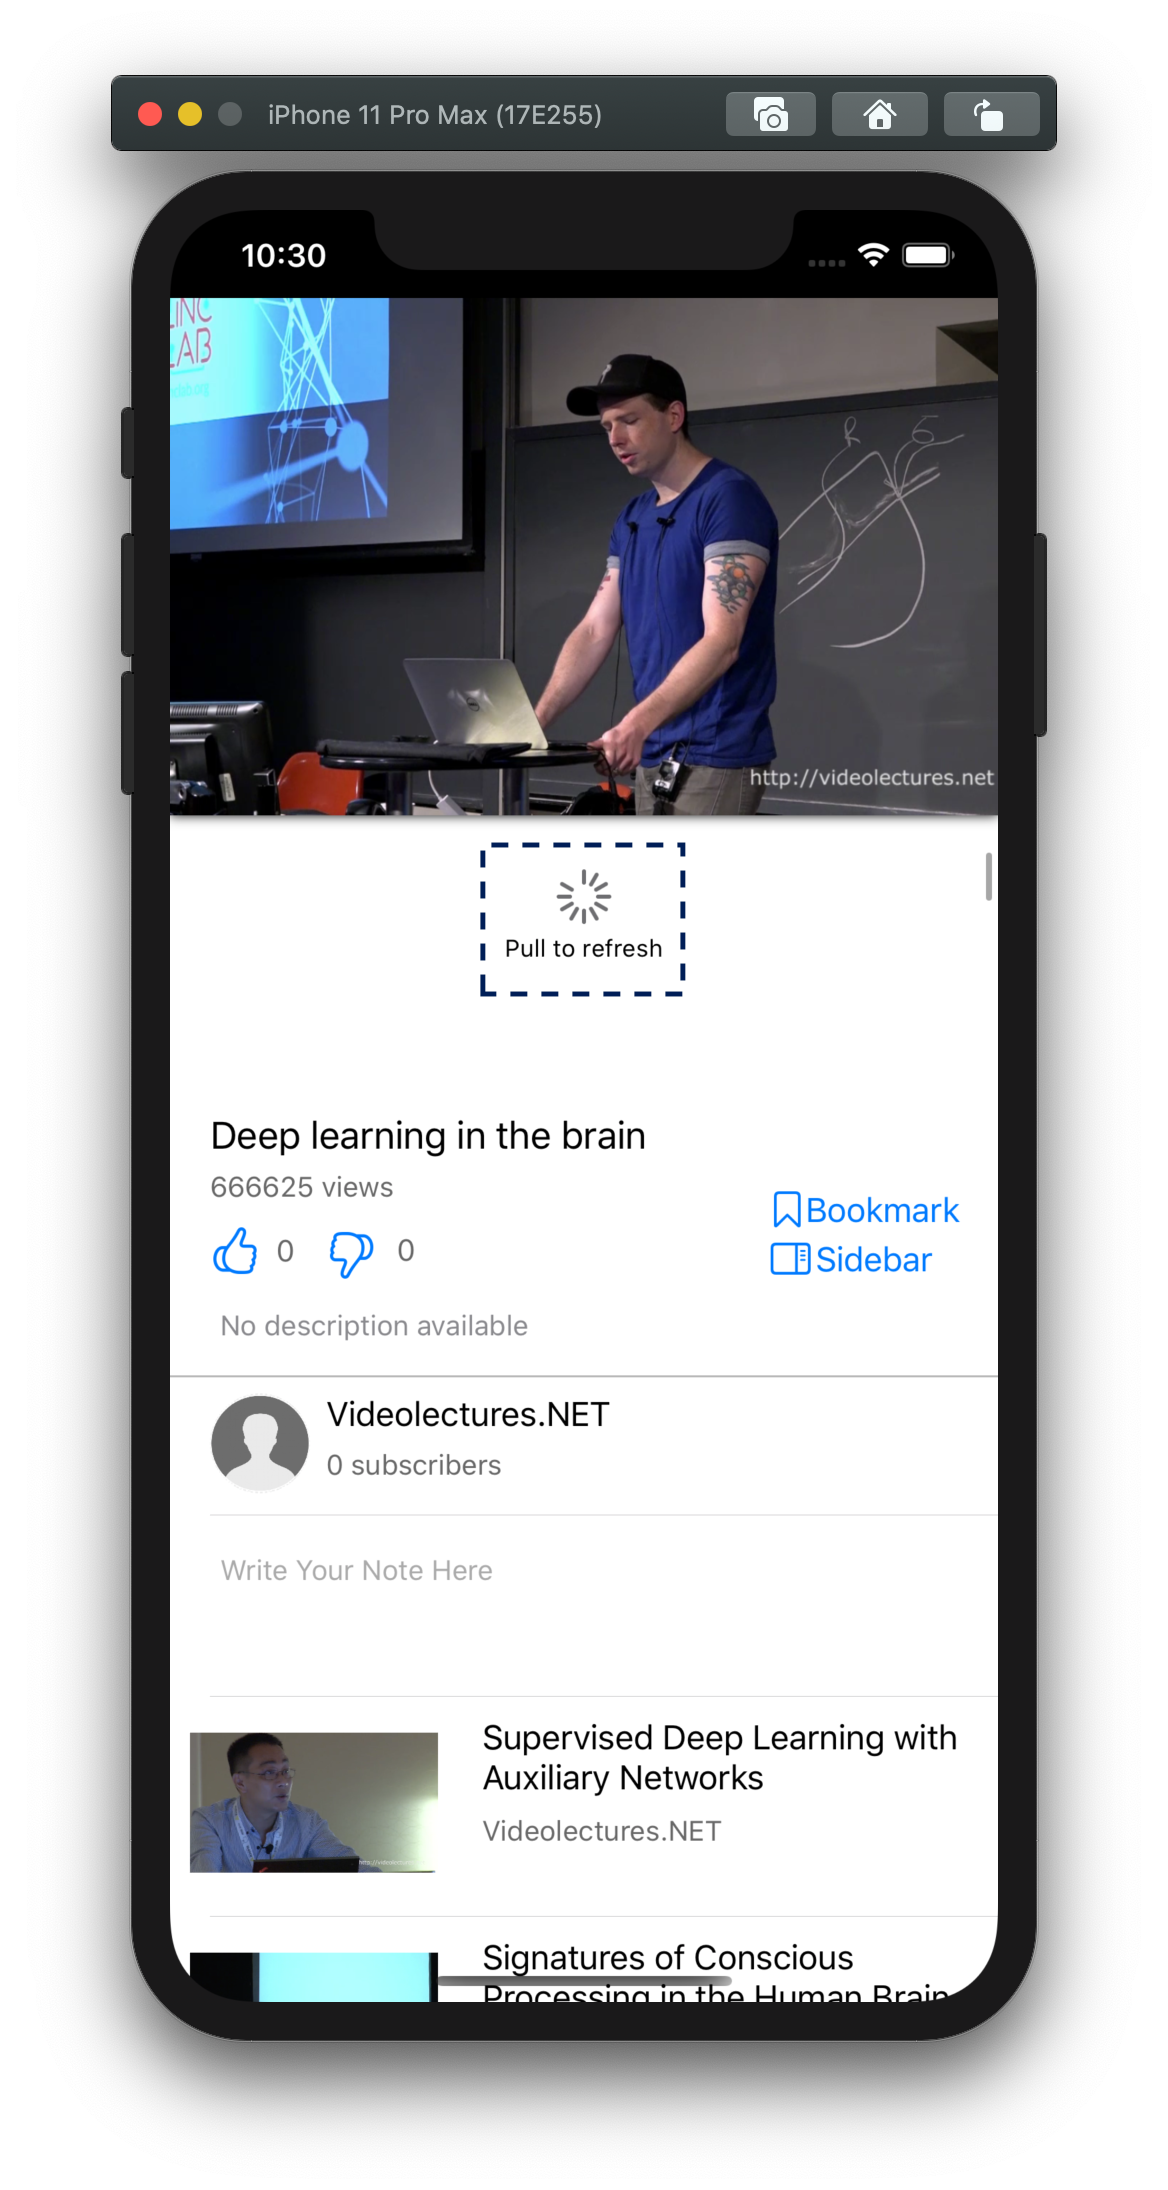 iPhone 11 Pro Max (17E255)
10:30
LINC
LAB
R
http://videolectures.net
Pull to refresh
Deep learning in the brain
666625 views
Bookmark
0
0
Sidebar
No description available
Videolectures.NET
0 subscribers
Write Your Note Here
Supervised Deep Learning with
Auxiliary Networks
Videolectures.NET
Signatures of Conscious
Processing in the Human Brain